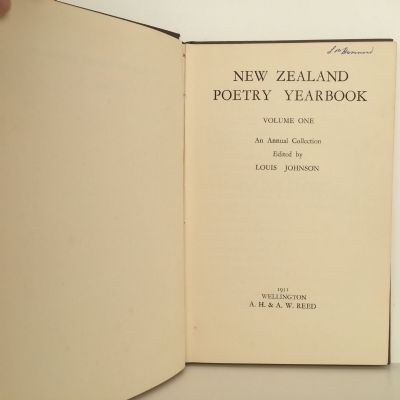 NEW ZEALAND
POETRY YEARBOOK
VOLUME ONE
An Annual Collection
Edited by
LOUIS JOHNSON
1951
WELLINGTON
A. H. & A. W. REED